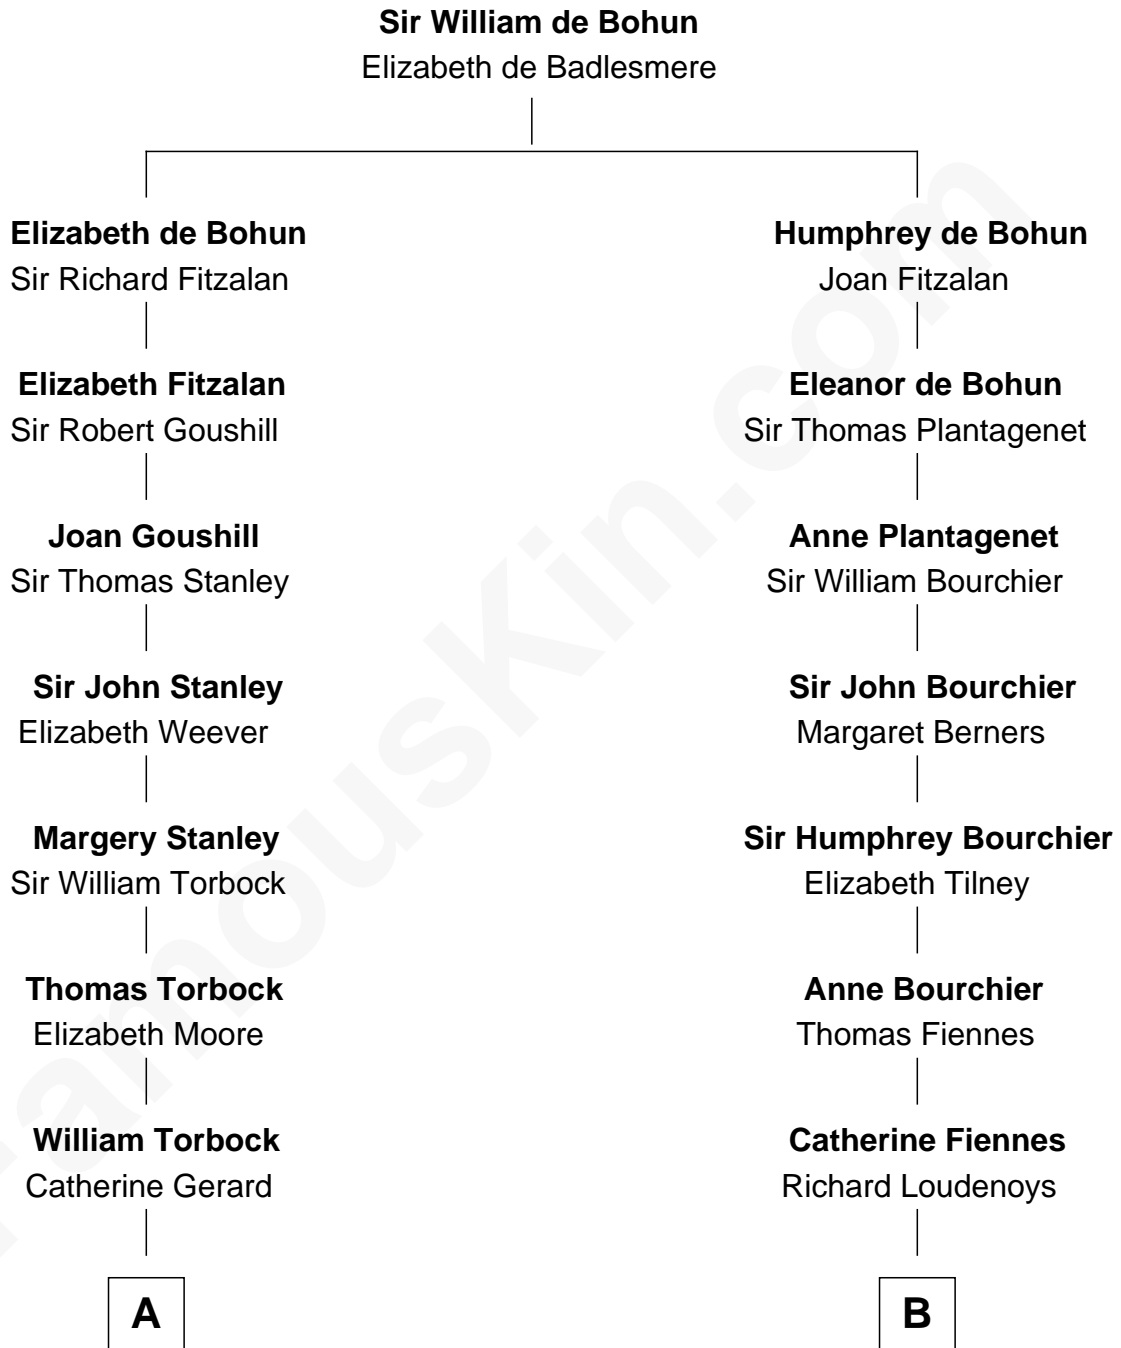 Sir William de Bohun
Elizabeth de Badlesmere
Elizabeth de Bohun
Sir Richard Fitzalan
Humphrey de Bohun
Joan Fitzalan
Elizabeth Fitzalan
Sir Robert Goushill
Eleanor de Bohun
Sir Thomas Plantagenet
Joan Goushill
Sir Thomas Stanley
Anne Plantagenet
Sir William Bourchier
Sir John Stanley
Elizabeth Weever
Sir John Bourchier
Margaret Berners
Margery Stanley
Sir William Torbock
Sir Humphrey Bourchier
Elizabeth Tilney
Thomas Torbock
Elizabeth Moore
Anne Bourchier
Thomas Fiennes
William Torbock
Catherine Gerard
Catherine Fiennes
Richard Loudenoys
A
B
FamousKin.com